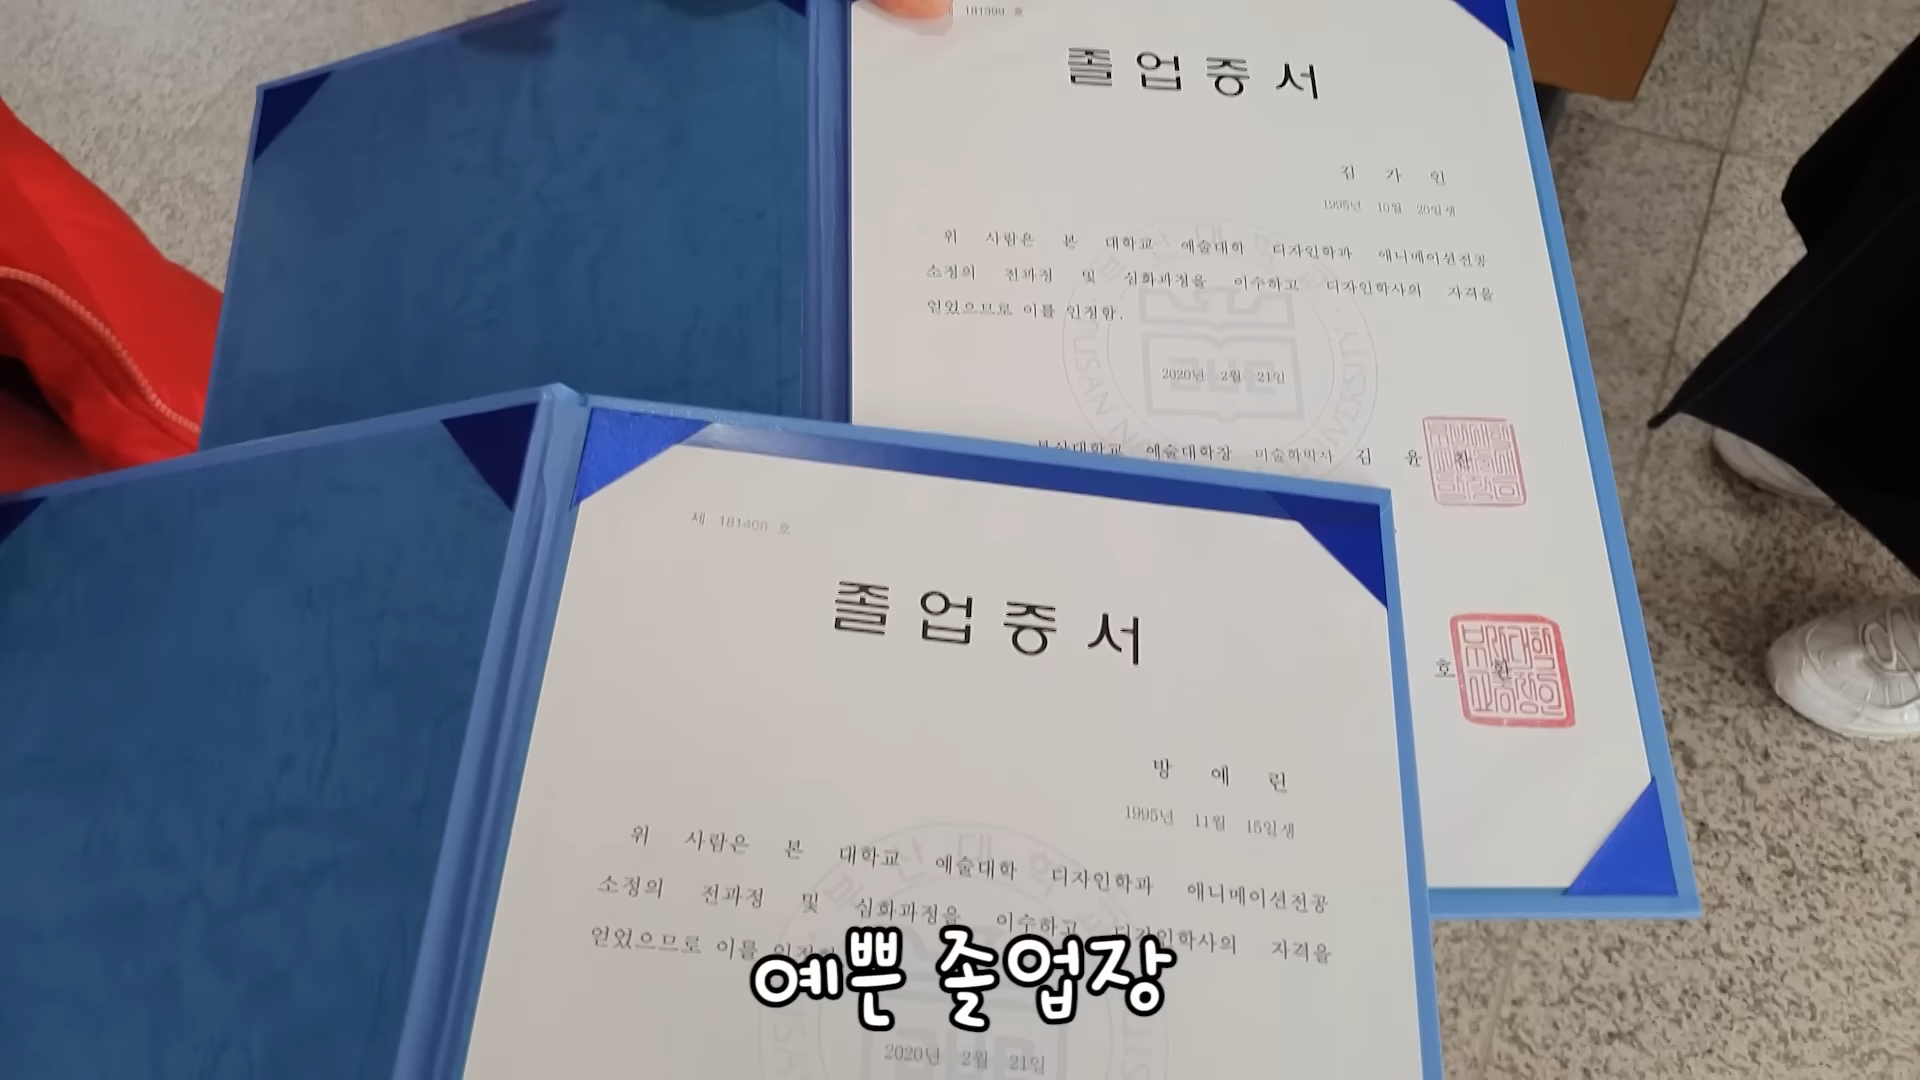 졸업증서
김 가 인
1995년 10월 20일생
위 사람은 본 대학교 예술대학 디자인학과 애니메이션전공
소정의 전과정 및 심화과정을 이수하고 디자인학사의 자격을
얻었으므로 이를 인정함.
2020년 2월 21일
부산대학교 예술대학장 미술학박사 김 윤
호 환
제 181400 호
졸업증서
방 예 린
1995년 11월 15일생
위 사람은 본 대학교 예술대학 디자인학과 애니메이션전공
소정의 전과정 및 심화과정을 이수하고 디자인학사의 자격을
얻었으므로 이를
예쁜 졸업장
2020년 2월 21일